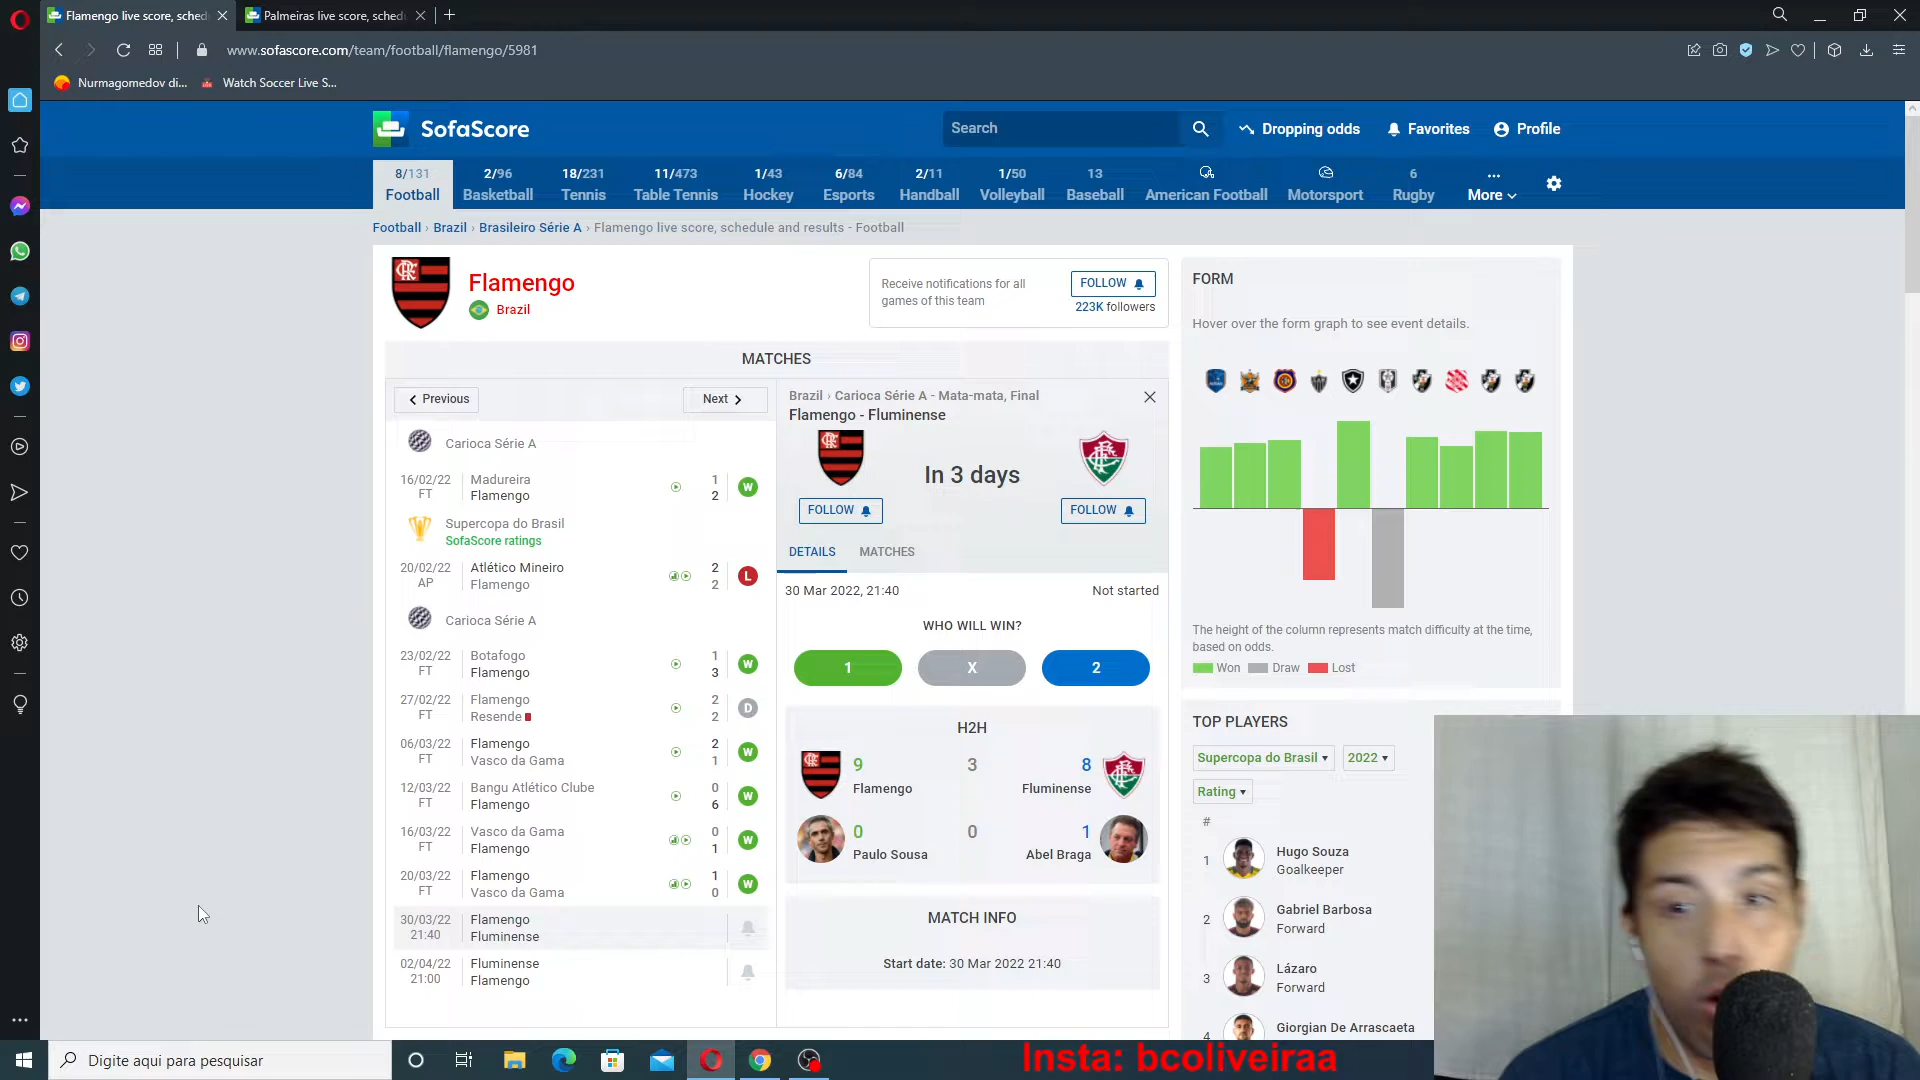 Flamengo live score, sched
Palmeiras live score, sched
www.sofascore.com/team/football/flamengo/5981
Nurmagomedov di...
Watch Soccer Live S...
SofaScore
Search
Dropping odds
Favorites
Profile
8/131
2/96
18/231
11/473
1/43
6/84
2/11
1/50
13
6
Football
Basketball
Tennis
Table Tennis
Hockey
Esports
Handball
Volleyball
Baseball
American Football
Motorsport
Rugby
More
Football › Brazil › Brasileiro Série A › Flamengo live score, schedule and results - Football
Flamengo
Brazil
Receive notifications for all
games of this team
FOLLOW
223K followers
MATCHES
Previous
Next
Carioca Série A
16/02/22
FT
Madureira
Flamengo
1
2
W
Supercopa do Brasil
SofaScore ratings
20/02/22
AP
Atlético Mineiro
Flamengo
2
2
L
Carioca Série A
23/02/22
FT
Botafogo
Flamengo
1
3
W
27/02/22
FT
Flamengo
Resende
2
2
D
06/03/22
FT
Flamengo
Vasco da Gama
2
1
W
12/03/22
FT
Bangu Atlético Clube
Flamengo
0
6
W
16/03/22
FT
Vasco da Gama
Flamengo
0
1
W
20/03/22
FT
Flamengo
Vasco da Gama
1
0
W
30/03/22
21:40
Flamengo
Fluminense
02/04/22
21:00
Fluminense
Flamengo
Brazil › Carioca Série A - Mata-mata, Final
Flamengo - Fluminense
In 3 days
FOLLOW
FOLLOW
DETAILS
MATCHES
30 Mar 2022, 21:40
Not started
WHO WILL WIN?
1
X
2
H2H
9
3
8
Flamengo
Fluminense
0
0
1
Paulo Sousa
Abel Braga
MATCH INFO
Start date: 30 Mar 2022 21:40
FORM
Hover over the form graph to see event details.
The height of the column represents match difficulty at the time,
based on odds.
Won
Draw
Lost
TOP PLAYERS
Supercopa do Brasil
2022
Rating
#
1
Hugo Souza
Goalkeeper
2
Gabriel Barbosa
Forward
3
Lázaro
Forward
4
Giorgian De Arrascaeta
Digite aqui para pesquisar
Insta: bcoliveiraa